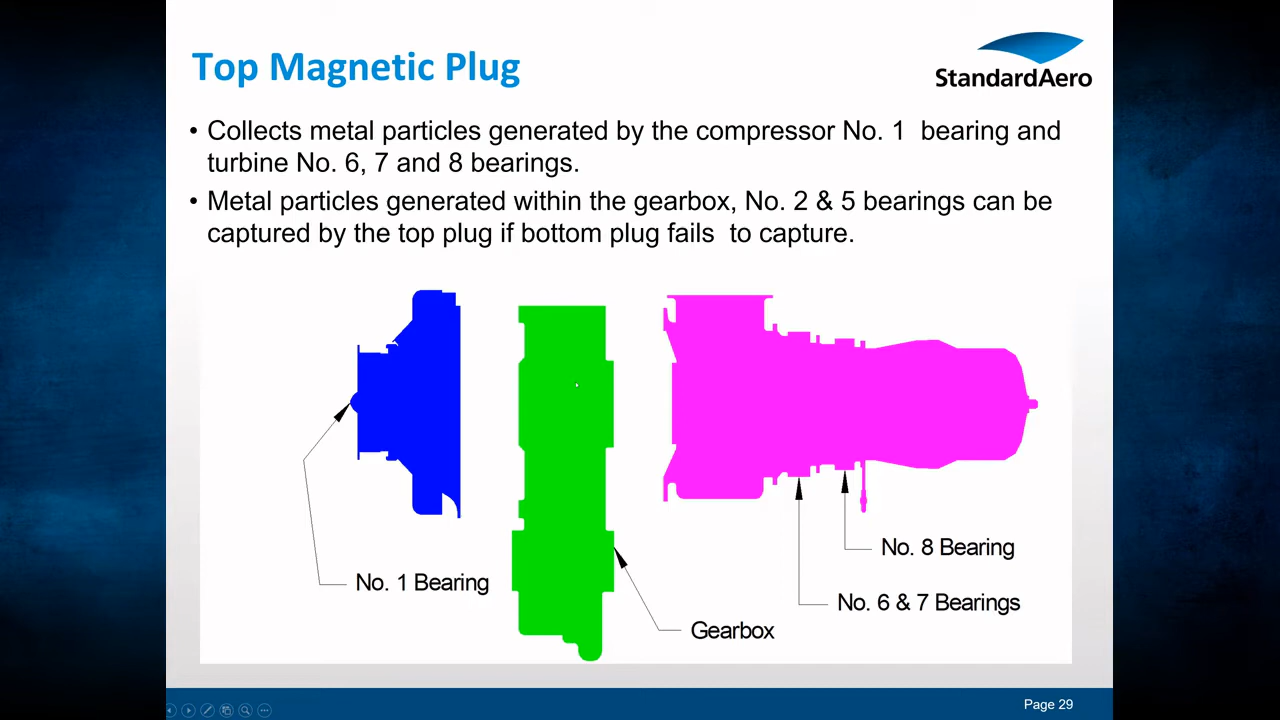 Top Magnetic Plug
StandardAero
• Collects metal particles generated by the compressor No. 1 bearing and
turbine No. 6, 7 and 8 bearings.
• Metal particles generated within the gearbox, No. 2 & 5 bearings can be
captured by the top plug if bottom plug fails to capture.
No. 1 Bearing
Gearbox
No. 8 Bearing
No. 6 & 7 Bearings
Page 29